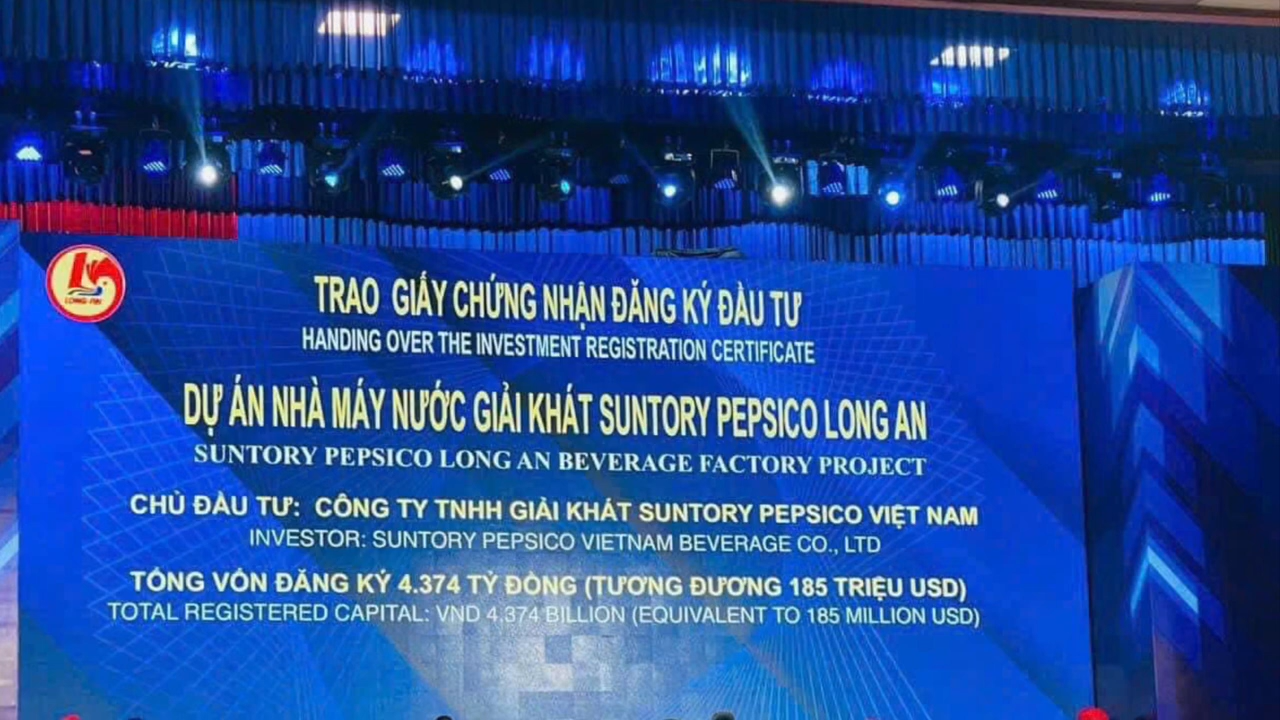 LONG AN
TRAO GIẤY CHỨNG NHẬN ĐĂNG KÝ ĐẦU TƯ
HANDING OVER THE INVESTMENT REGISTRATION CERTIFICATE
DỰ ÁN NHÀ MÁY NƯỚC GIẢI KHÁT SUNTORY PEPSICO LONG AN
SUNTORY PEPSICO LONG AN BEVERAGE FACTORY PROJECT
CHỦ ĐẦU TƯ: CÔNG TY TNHH GIẢI KHÁT SUNTORY PEPSICO VIỆT NAM
INVESTOR: SUNTORY PEPSICO VIETNAM BEVERAGE CO., LTD
TỔNG VỐN ĐĂNG KÝ 4.374 TỶ ĐỒNG (TƯƠNG ĐƯƠNG 185 TRIỆU USD)
TOTAL REGISTERED CAPITAL: VND 4.374 BILLION (EQUIVALENT TO 185 MILLION USD)